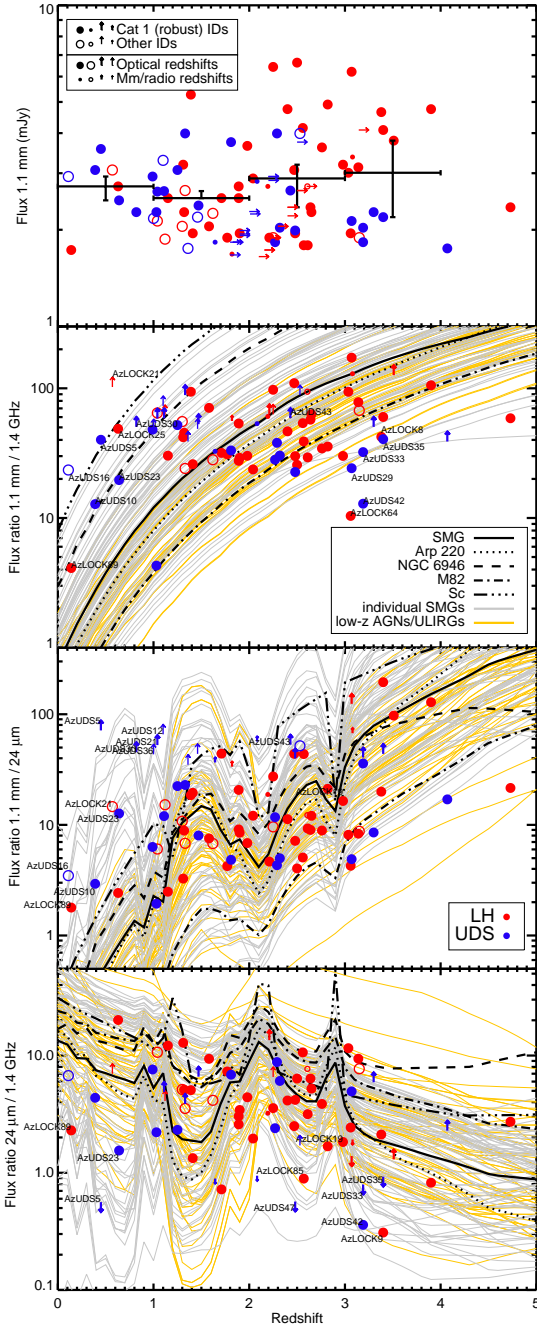 Cat 1 (robust) IDs
Other IDs
Optical redshifts
Mm/radio redshifts
10
Flux 1.1 mm (mJy)
1
AzLOCK21
100
AzLOCK25
AzUDS30
AzUDS43
AzUDS5
AzLOCK8
AzUDS33
AzUDS16
AzUDS23
AzUDS29
Flux ratio 1.1 mm / 1.4 GHz
AzUDS10
AzUDS42
10
AzLOCK64
AzLOCK89
SMG
Arp 220
NGC 6946
M82
Sc
individual SMGs
low-z AGNs/ULIRGs
1
AzUDS5
AzUDS12
100
AzUDS21
AzUDS43
AzUDS36
AzLOCK21
AzUDS23
Flux ratio 1.1 mm / 24 μm
10
AzUDS16
AzUDS10
AzLOCK89
LH
UDS
1
10.0
Flux ratio 24 μm / 1.4 GHz
AzLOCK89
AzUDS23
AzLOCK10
1.0
AzLOCK85
AzUDS35
AzUDS5
AzUDS33
AzUDS47
AzUDS42
AzLOCK9
0.1
0 1 2 3 4 5
Redshift